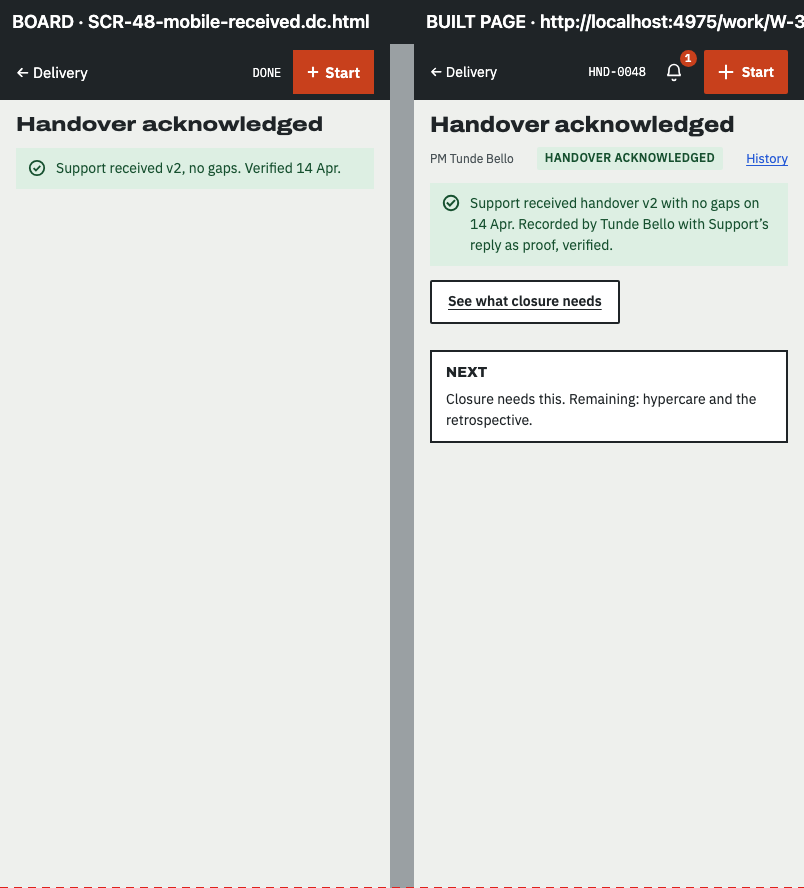 BOARD · SCR-48-mobile-received.dc.html
← Delivery
DONE
+ Start
Handover acknowledged
Support received v2, no gaps. Verified 14 Apr.
BUILT PAGE · http://localhost:4975/work/W-3
← Delivery
HND-0048
1
+ Start
Handover acknowledged
PM Tunde Bello
HANDOVER ACKNOWLEDGED
History
Support received handover v2 with no gaps on
14 Apr. Recorded by Tunde Bello with Support’s
reply as proof, verified.
See what closure needs
NEXT
Closure needs this. Remaining: hypercare and the
retrospective.